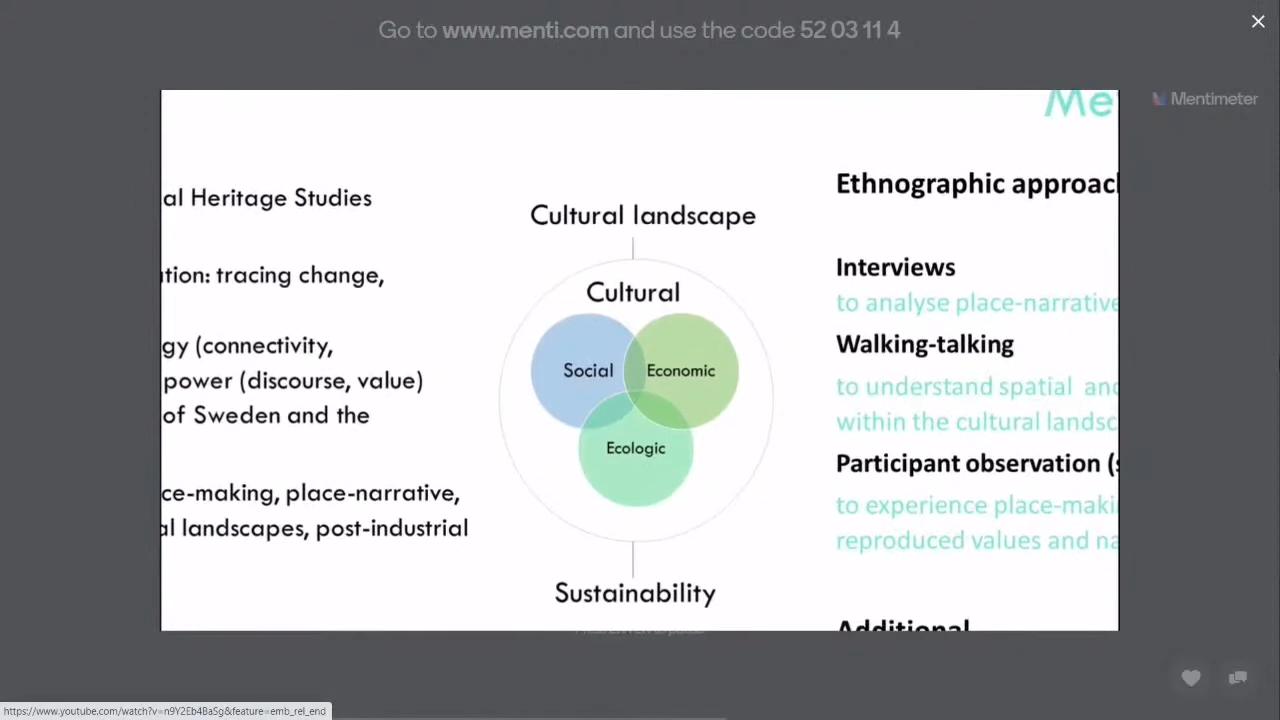 Go to www.menti.com and use the code 52 03 11 4
Mentimeter
Me
al Heritage Studies
tion: tracing change,
gy (connectivity,
power (discourse, value)
of Sweden and the
ce-making, place-narrative,
al landscapes, post-industrial
Cultural landscape
Cultural
Social
Economic
Ecologic
Sustainability
Ethnographic approach
Interviews
to analyse place-narrative
Walking-talking
to understand spatial and
within the cultural landsc
Participant observation (s
to experience place-maki
reproduced values and na
Additional
https://www.youtube.com/watch?v=n9Y2Eb4BaSg&feature=emb_rel_end